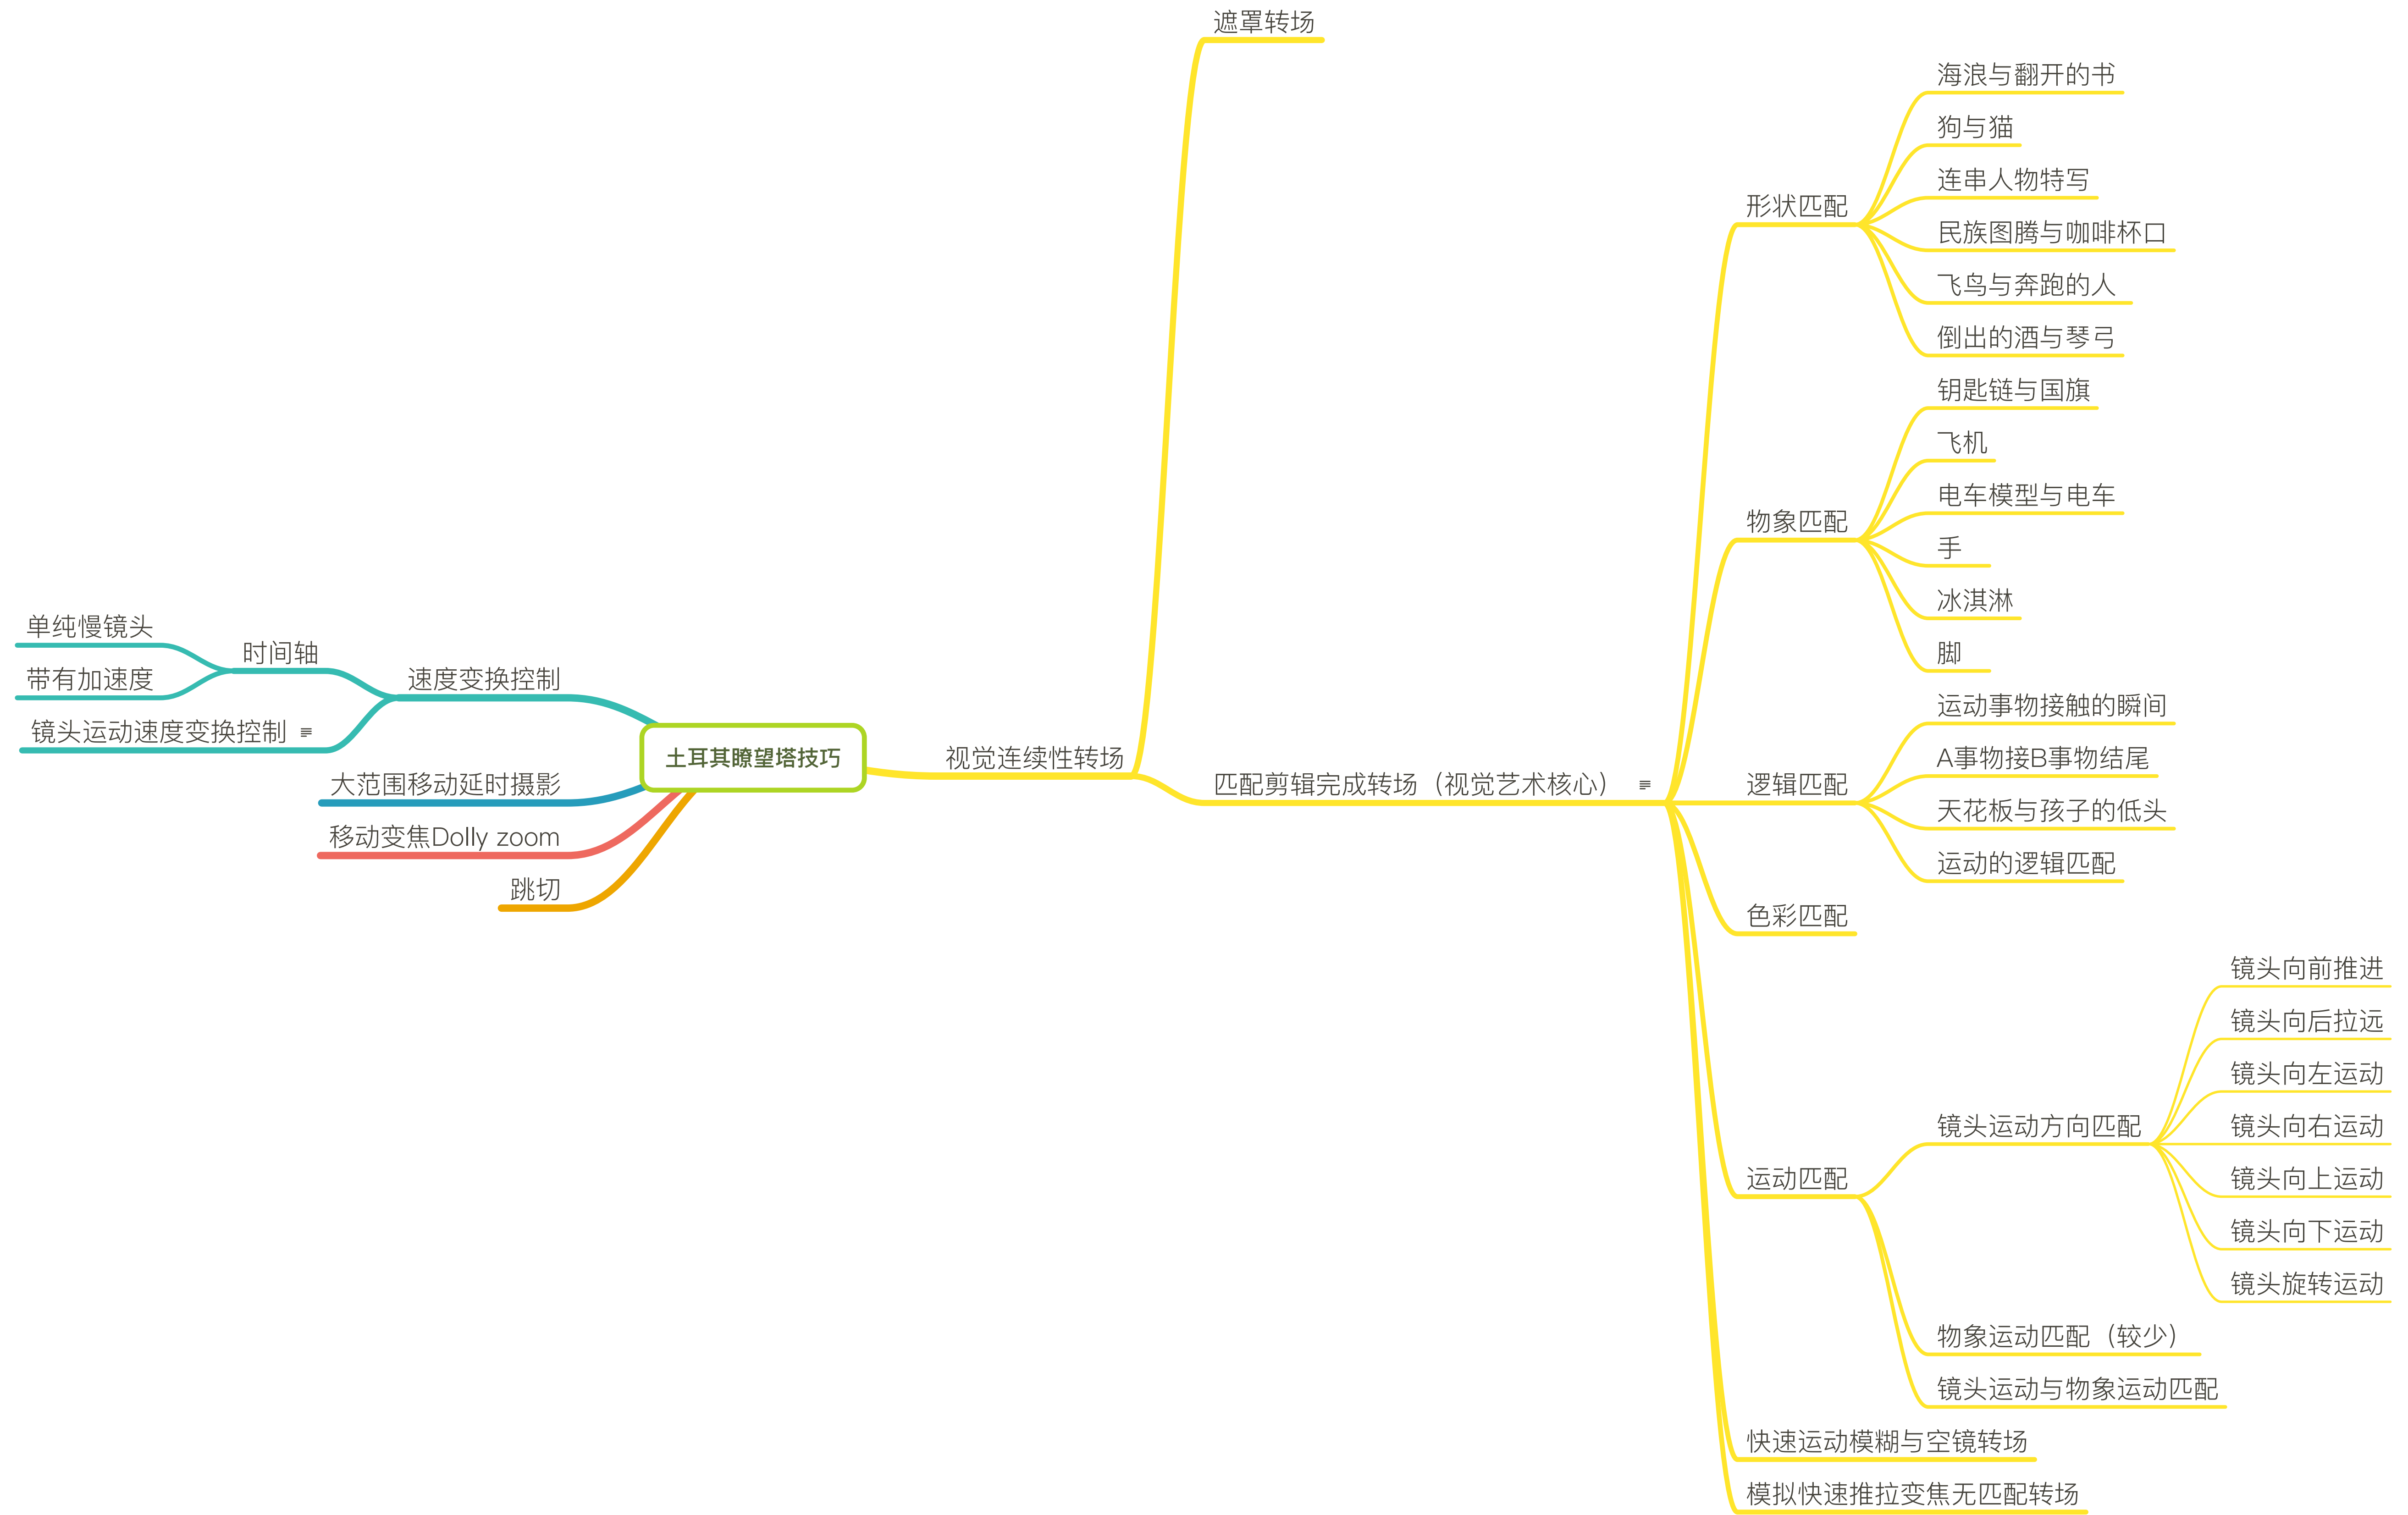 土耳其瞭望塔技巧
视觉连续性转场
遮罩转场
匹配剪辑完成转场（视觉艺术核心）
形状匹配
海浪与翻开的书
狗与猫
连串人物特写
民族图腾与咖啡杯口
飞鸟与奔跑的人
倒出的酒与琴弓
物象匹配
钥匙链与国旗
飞机
电车模型与电车
手
冰淇淋
脚
逻辑匹配
运动事物接触的瞬间
A事物接B事物结尾
天花板与孩子的低头
运动的逻辑匹配
色彩匹配
运动匹配
镜头运动方向匹配
镜头向前推进
镜头向后拉远
镜头向左运动
镜头向右运动
镜头向上运动
镜头向下运动
镜头旋转运动
物象运动匹配（较少）
镜头运动与物象运动匹配
快速运动模糊与空镜转场
模拟快速推拉变焦无匹配转场
速度变换控制
时间轴
单纯慢镜头
带有加速度
镜头运动速度变换控制
大范围移动延时摄影
移动变焦Dolly zoom
跳切